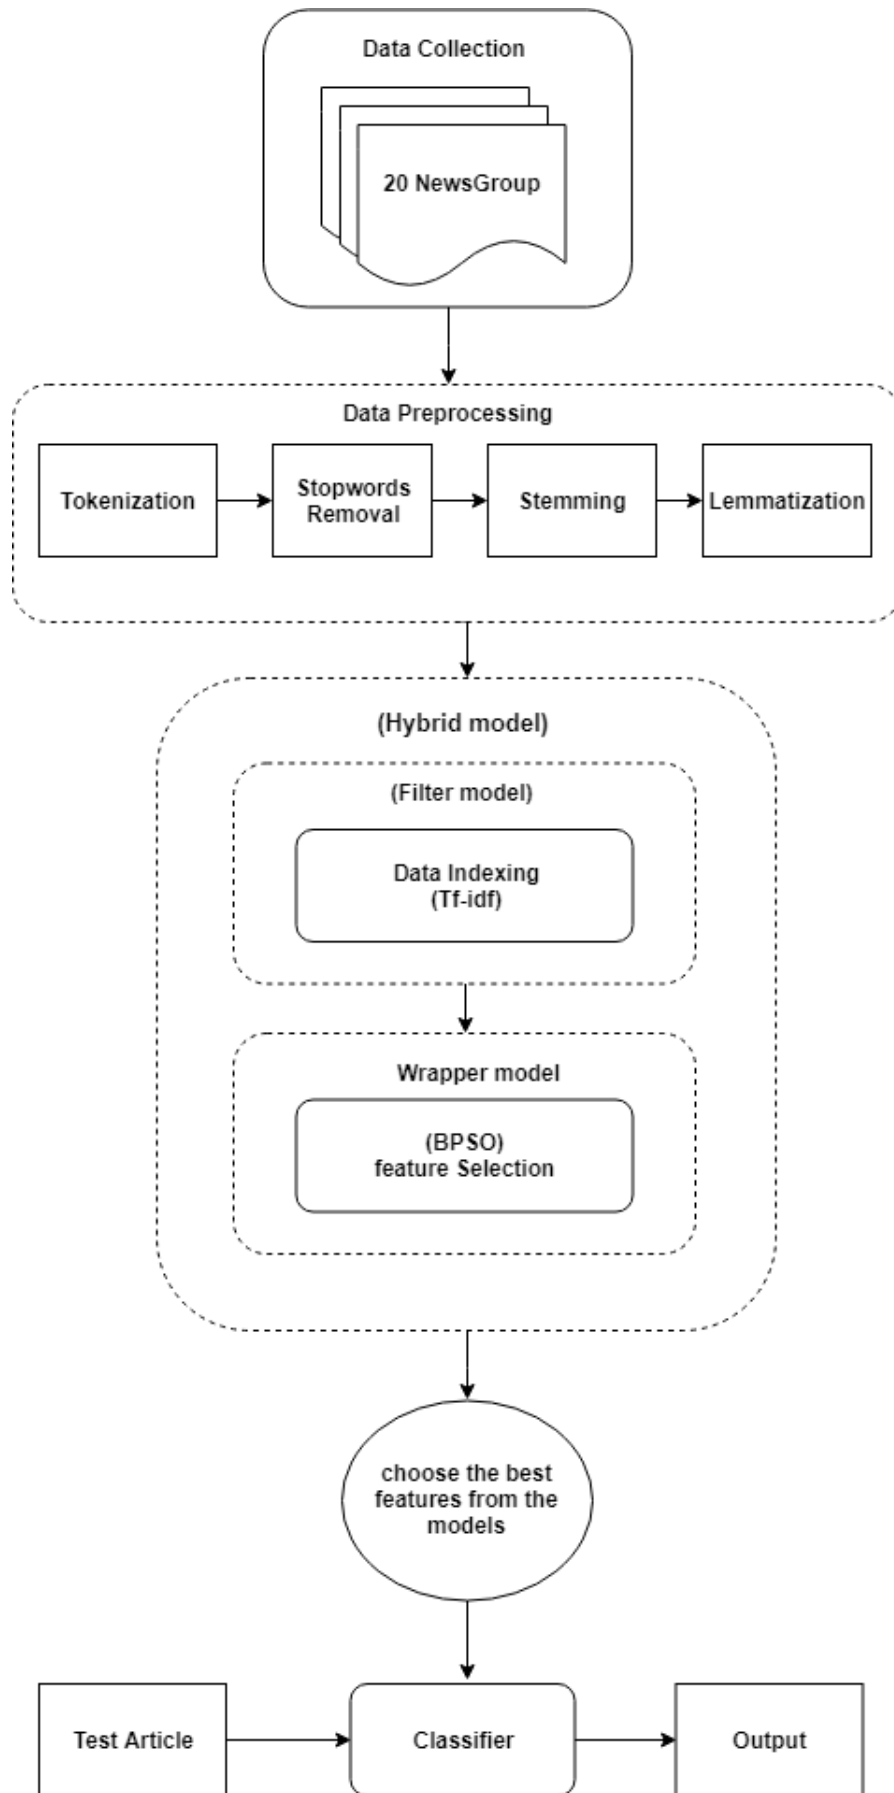 Data Collection
20 NewsGroup
Data Preprocessing
Tokenization
Stopwords
Removal
Stemming
Lemmatization
(Hybrid model)
(Filter model)
Data Indexing
(Tf-idf)
Wrapper model
(BPSO)
feature Selection
choose the best
features from the
models
Test Article
Classifier
Output